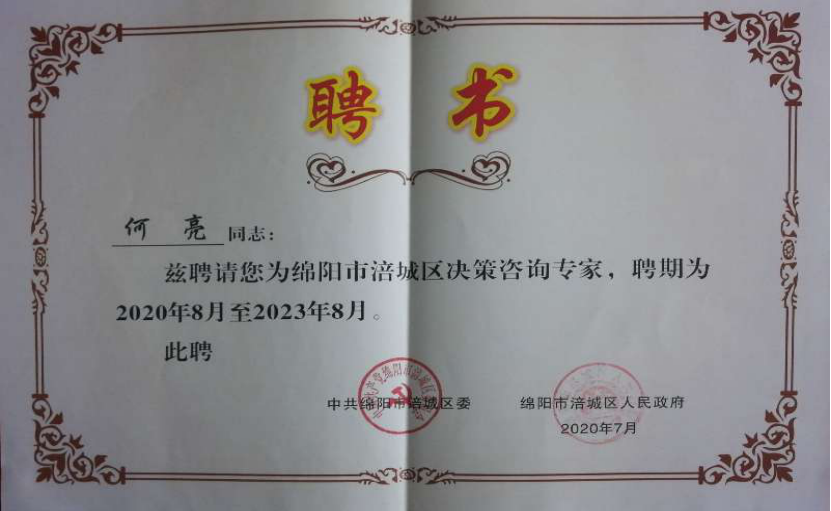 聘 书
何 亮 同志：
兹聘请您为绵阳市涪城区决策咨询专家，聘期为
2020年8月至2023年8月。
此聘
中共绵阳市涪城区委 绵阳市涪城区人民政府
2020年7月